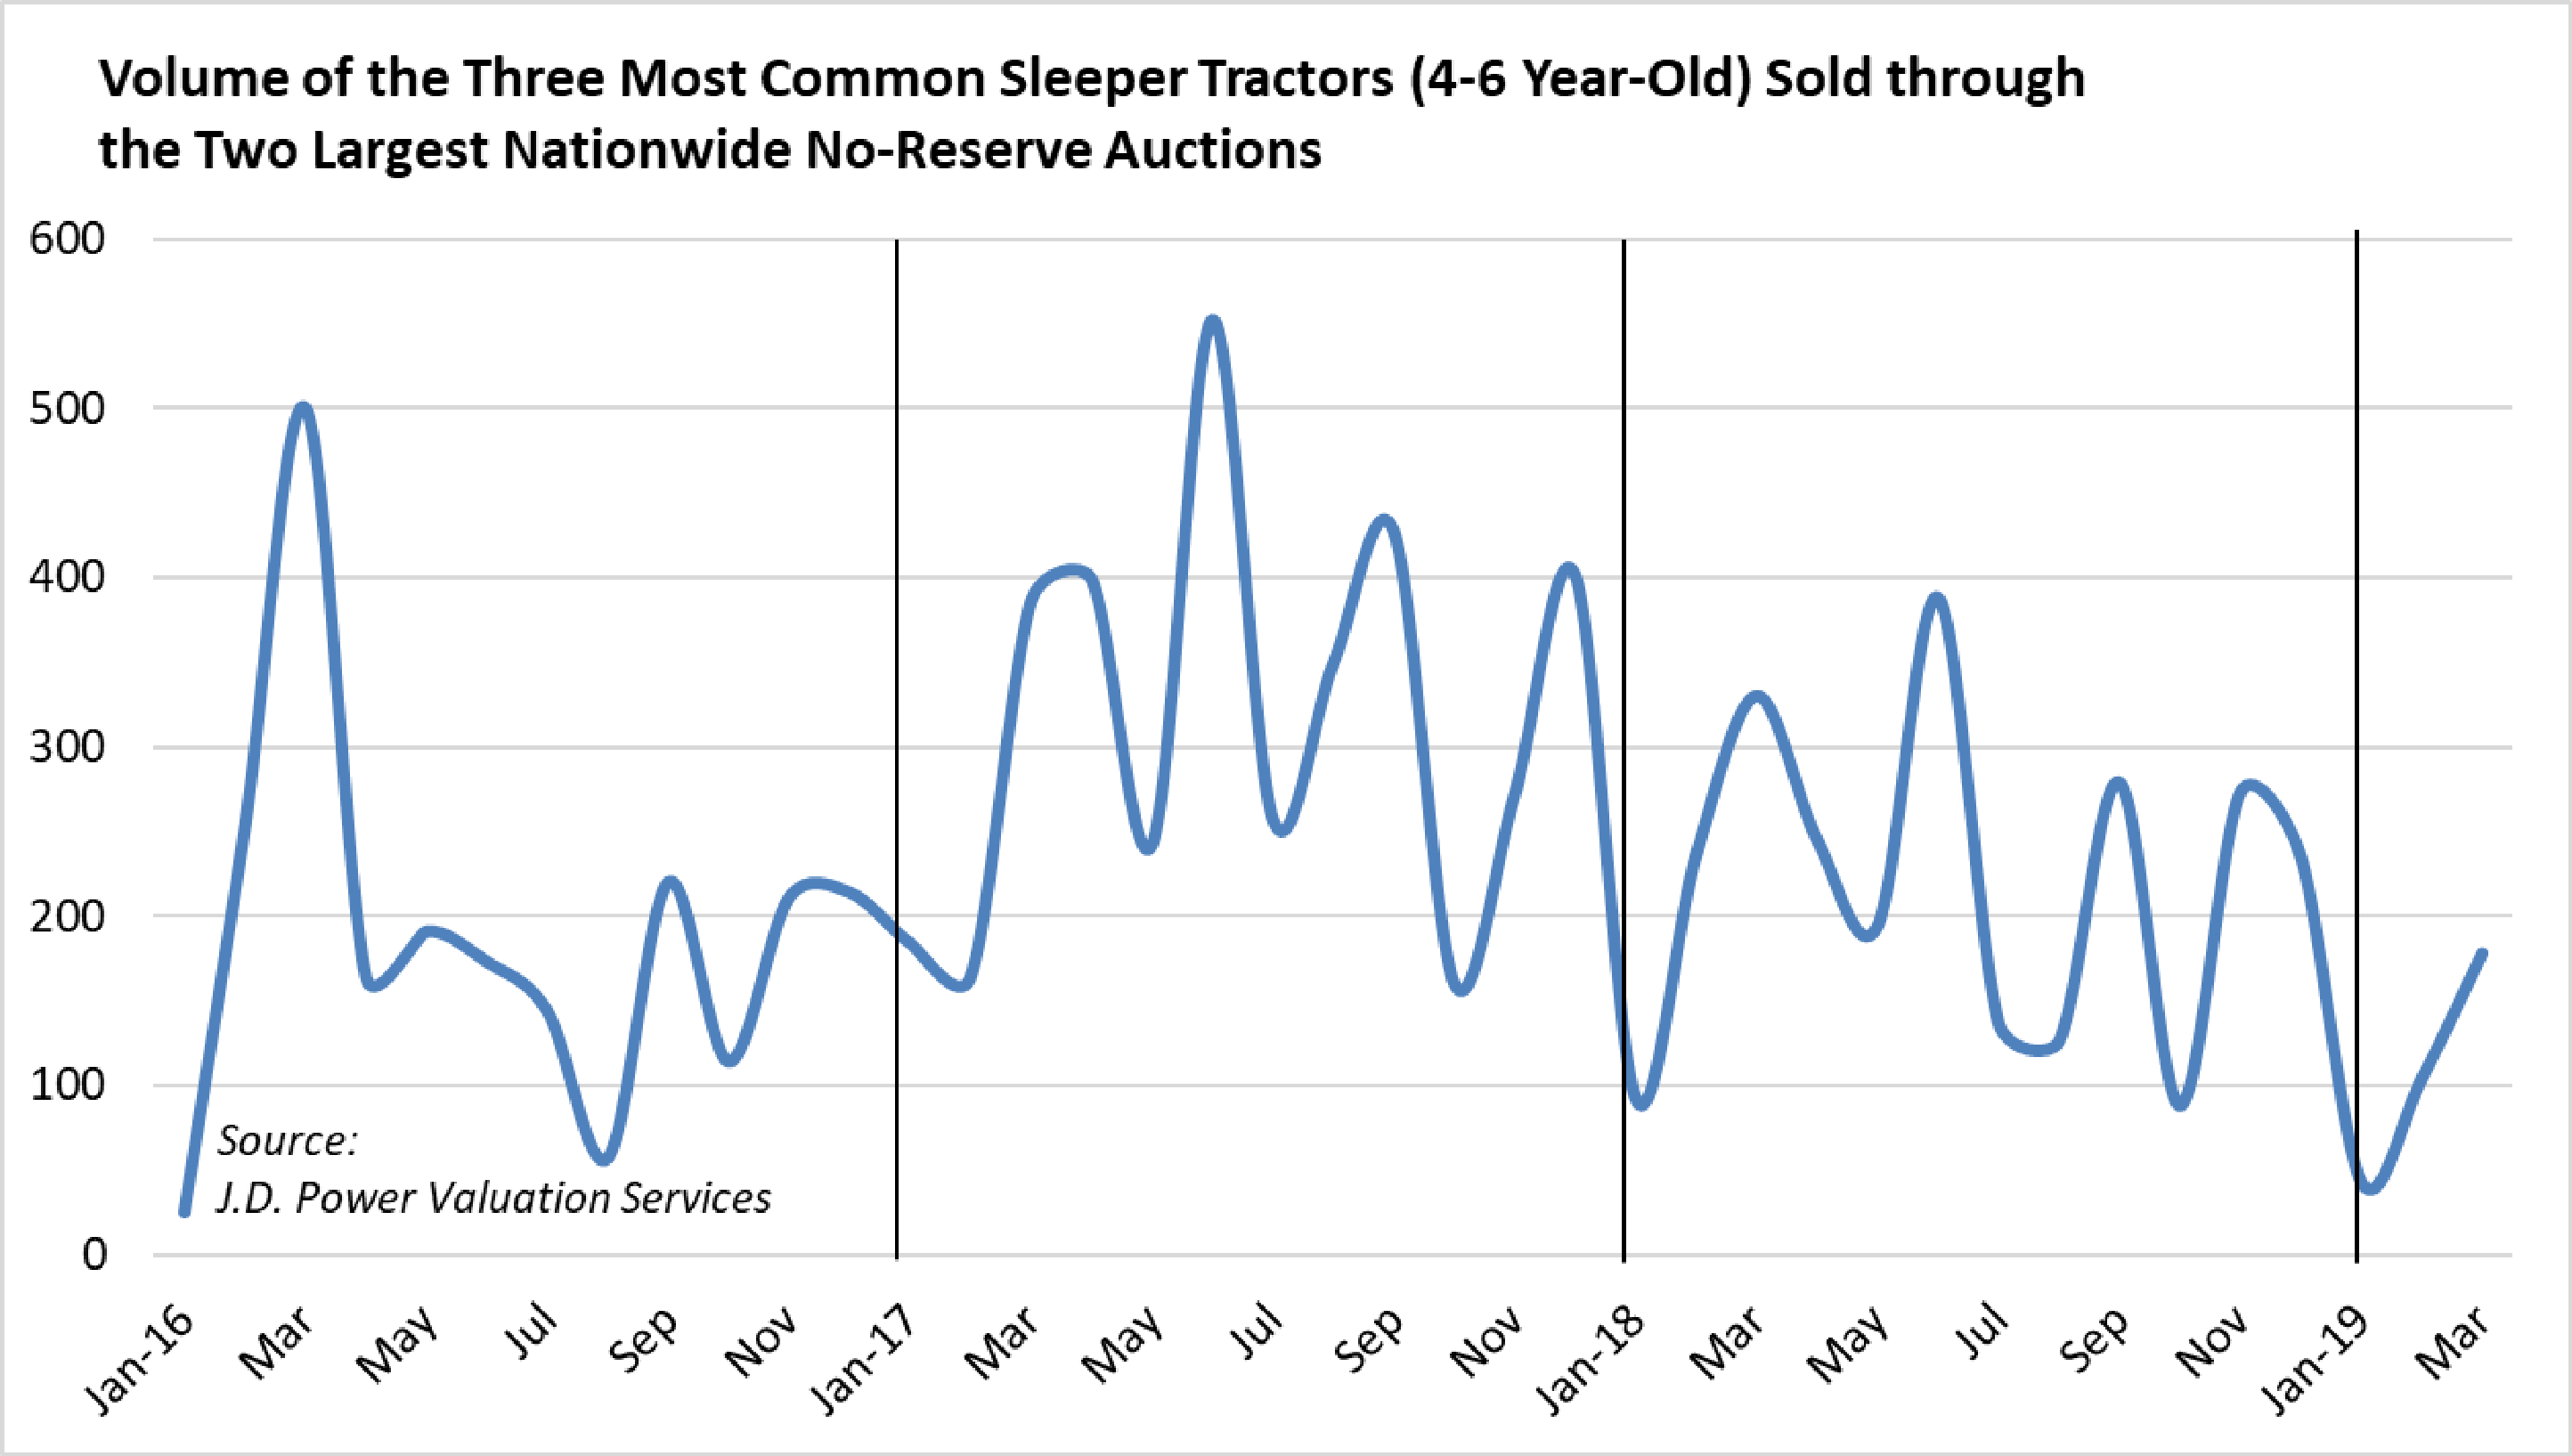 Volume of the Three Most Common Sleeper Tractors (4-6 Year-Old) Sold through
the Two Largest Nationwide No-Reserve Auctions
600
500
400
300
200
100
0
Source:
J.D. Power Valuation Services
Jan-16
Mar
May
Jul
Sep
Nov
Jan-17
Mar
May
Jul
Sep
Nov
Jan-18
Mar
May
Jul
Sep
Nov
Jan-19
Mar